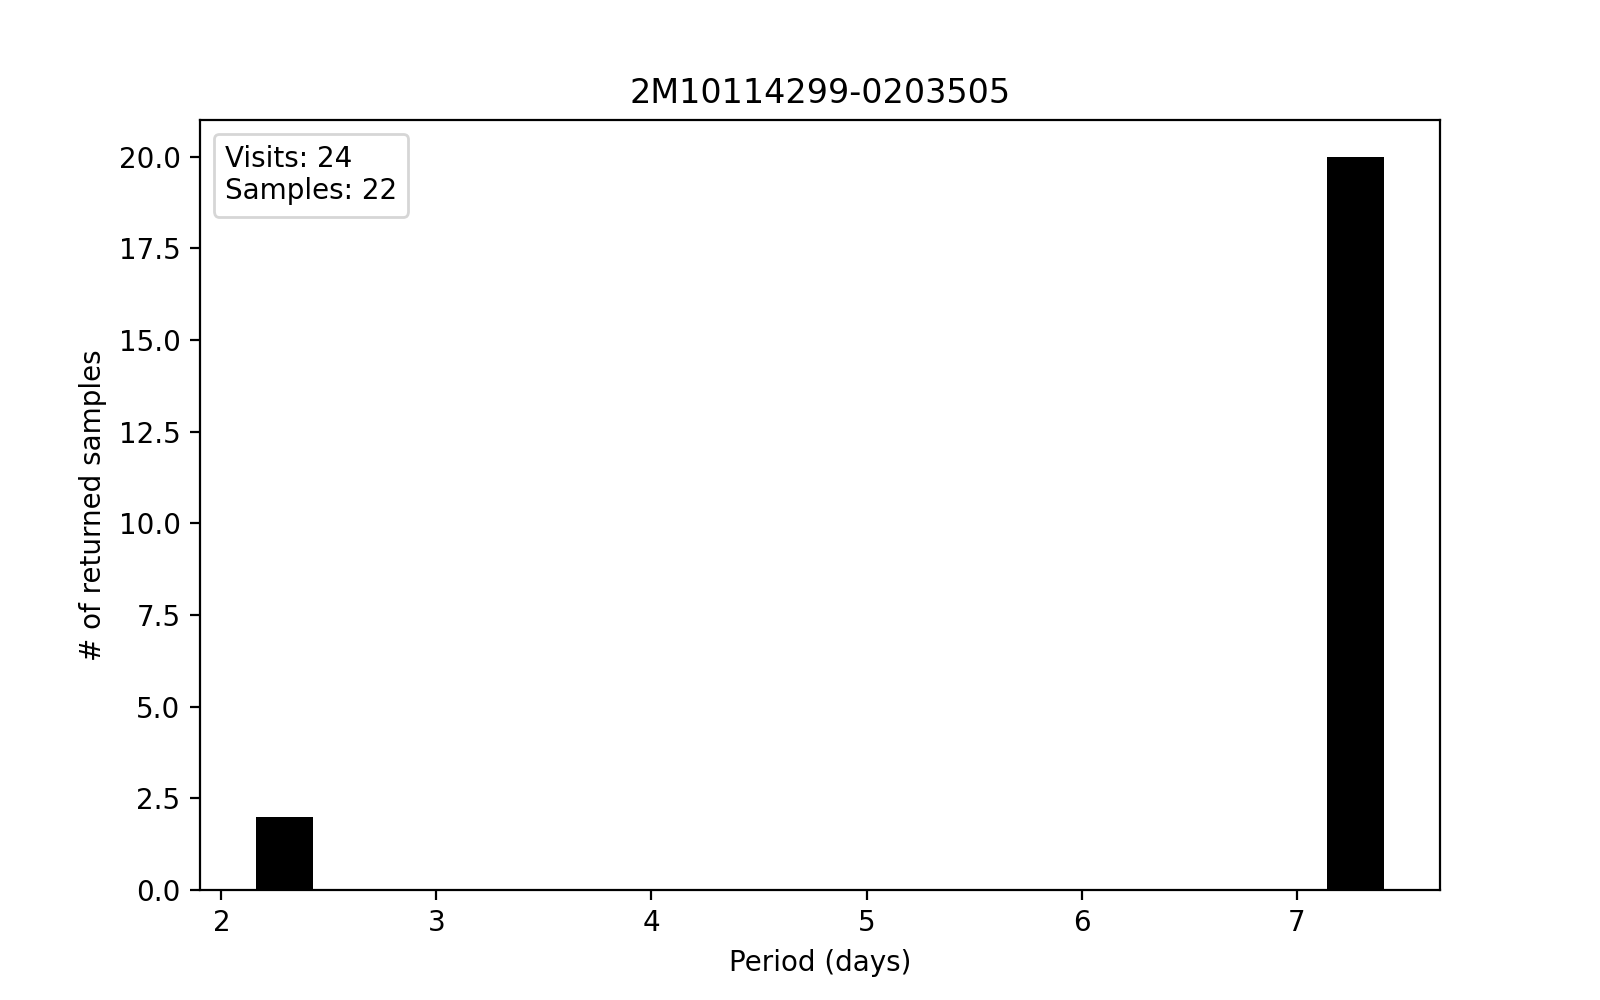 2M10114299-0203505
Visits: 24
Samples: 22
20.0
17.5
15.0
12.5
10.0
7.5
5.0
2.5
0.0
# of returned samples
2 3 4 5 6 7
Period (days)